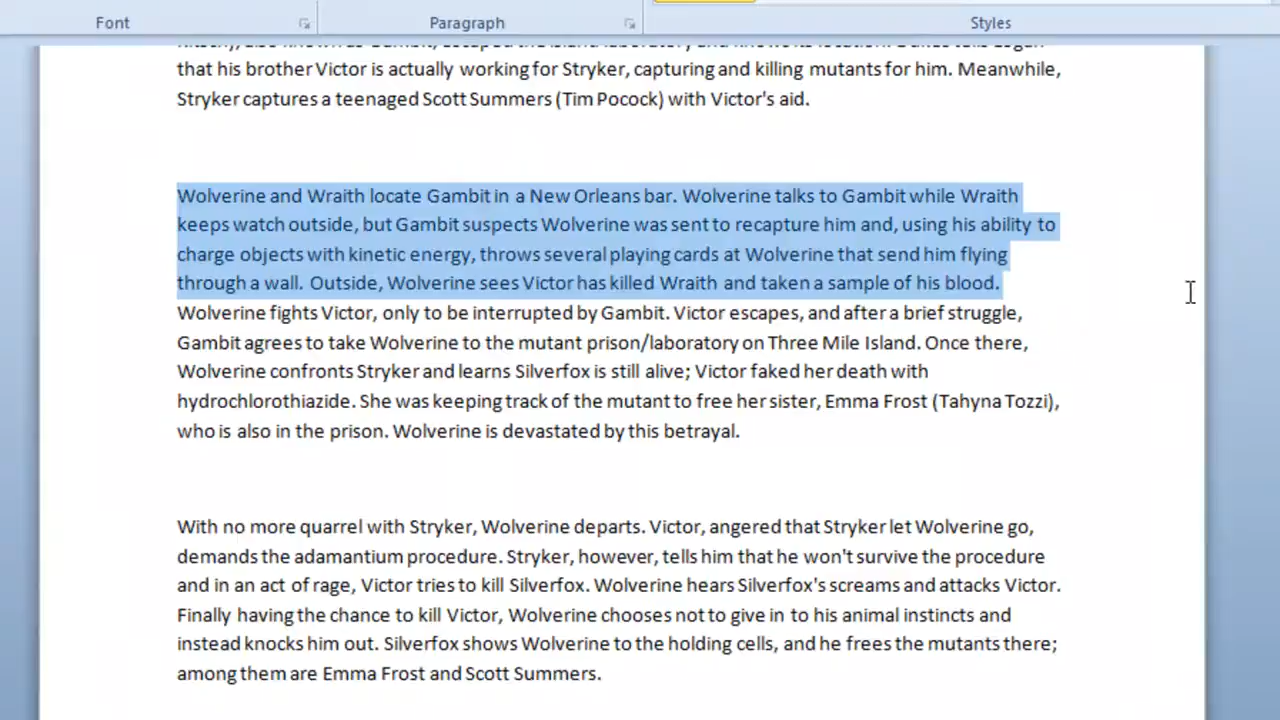 Font
Paragraph
Styles
that his brother Victor is actually working for Stryker, capturing and killing mutants for him. Meanwhile,
Stryker captures a teenaged Scott Summers (Tim Pocock) with Victor's aid.
Wolverine and Wraith locate Gambit in a New Orleans bar. Wolverine talks to Gambit while Wraith
keeps watch outside, but Gambit suspects Wolverine was sent to recapture him and, using his ability to
charge objects with kinetic energy, throws several playing cards at Wolverine that send him flying
through a wall. Outside, Wolverine sees Victor has killed Wraith and taken a sample of his blood.
Wolverine fights Victor, only to be interrupted by Gambit. Victor escapes, and after a brief struggle,
Gambit agrees to take Wolverine to the mutant prison/laboratory on Three Mile Island. Once there,
Wolverine confronts Stryker and learns Silverfox is still alive; Victor faked her death with
hydrochlorothiazide. She was keeping track of the mutant to free her sister, Emma Frost (Tahyna Tozzi),
who is also in the prison. Wolverine is devastated by this betrayal.
With no more quarrel with Stryker, Wolverine departs. Victor, angered that Stryker let Wolverine go,
demands the adamantium procedure. Stryker, however, tells him that he won't survive the procedure
and in an act of rage, Victor tries to kill Silverfox. Wolverine hears Silverfox's screams and attacks Victor.
Finally having the chance to kill Victor, Wolverine chooses not to give in to his animal instincts and
instead knocks him out. Silverfox shows Wolverine to the holding cells, and he frees the mutants there;
among them are Emma Frost and Scott Summers.